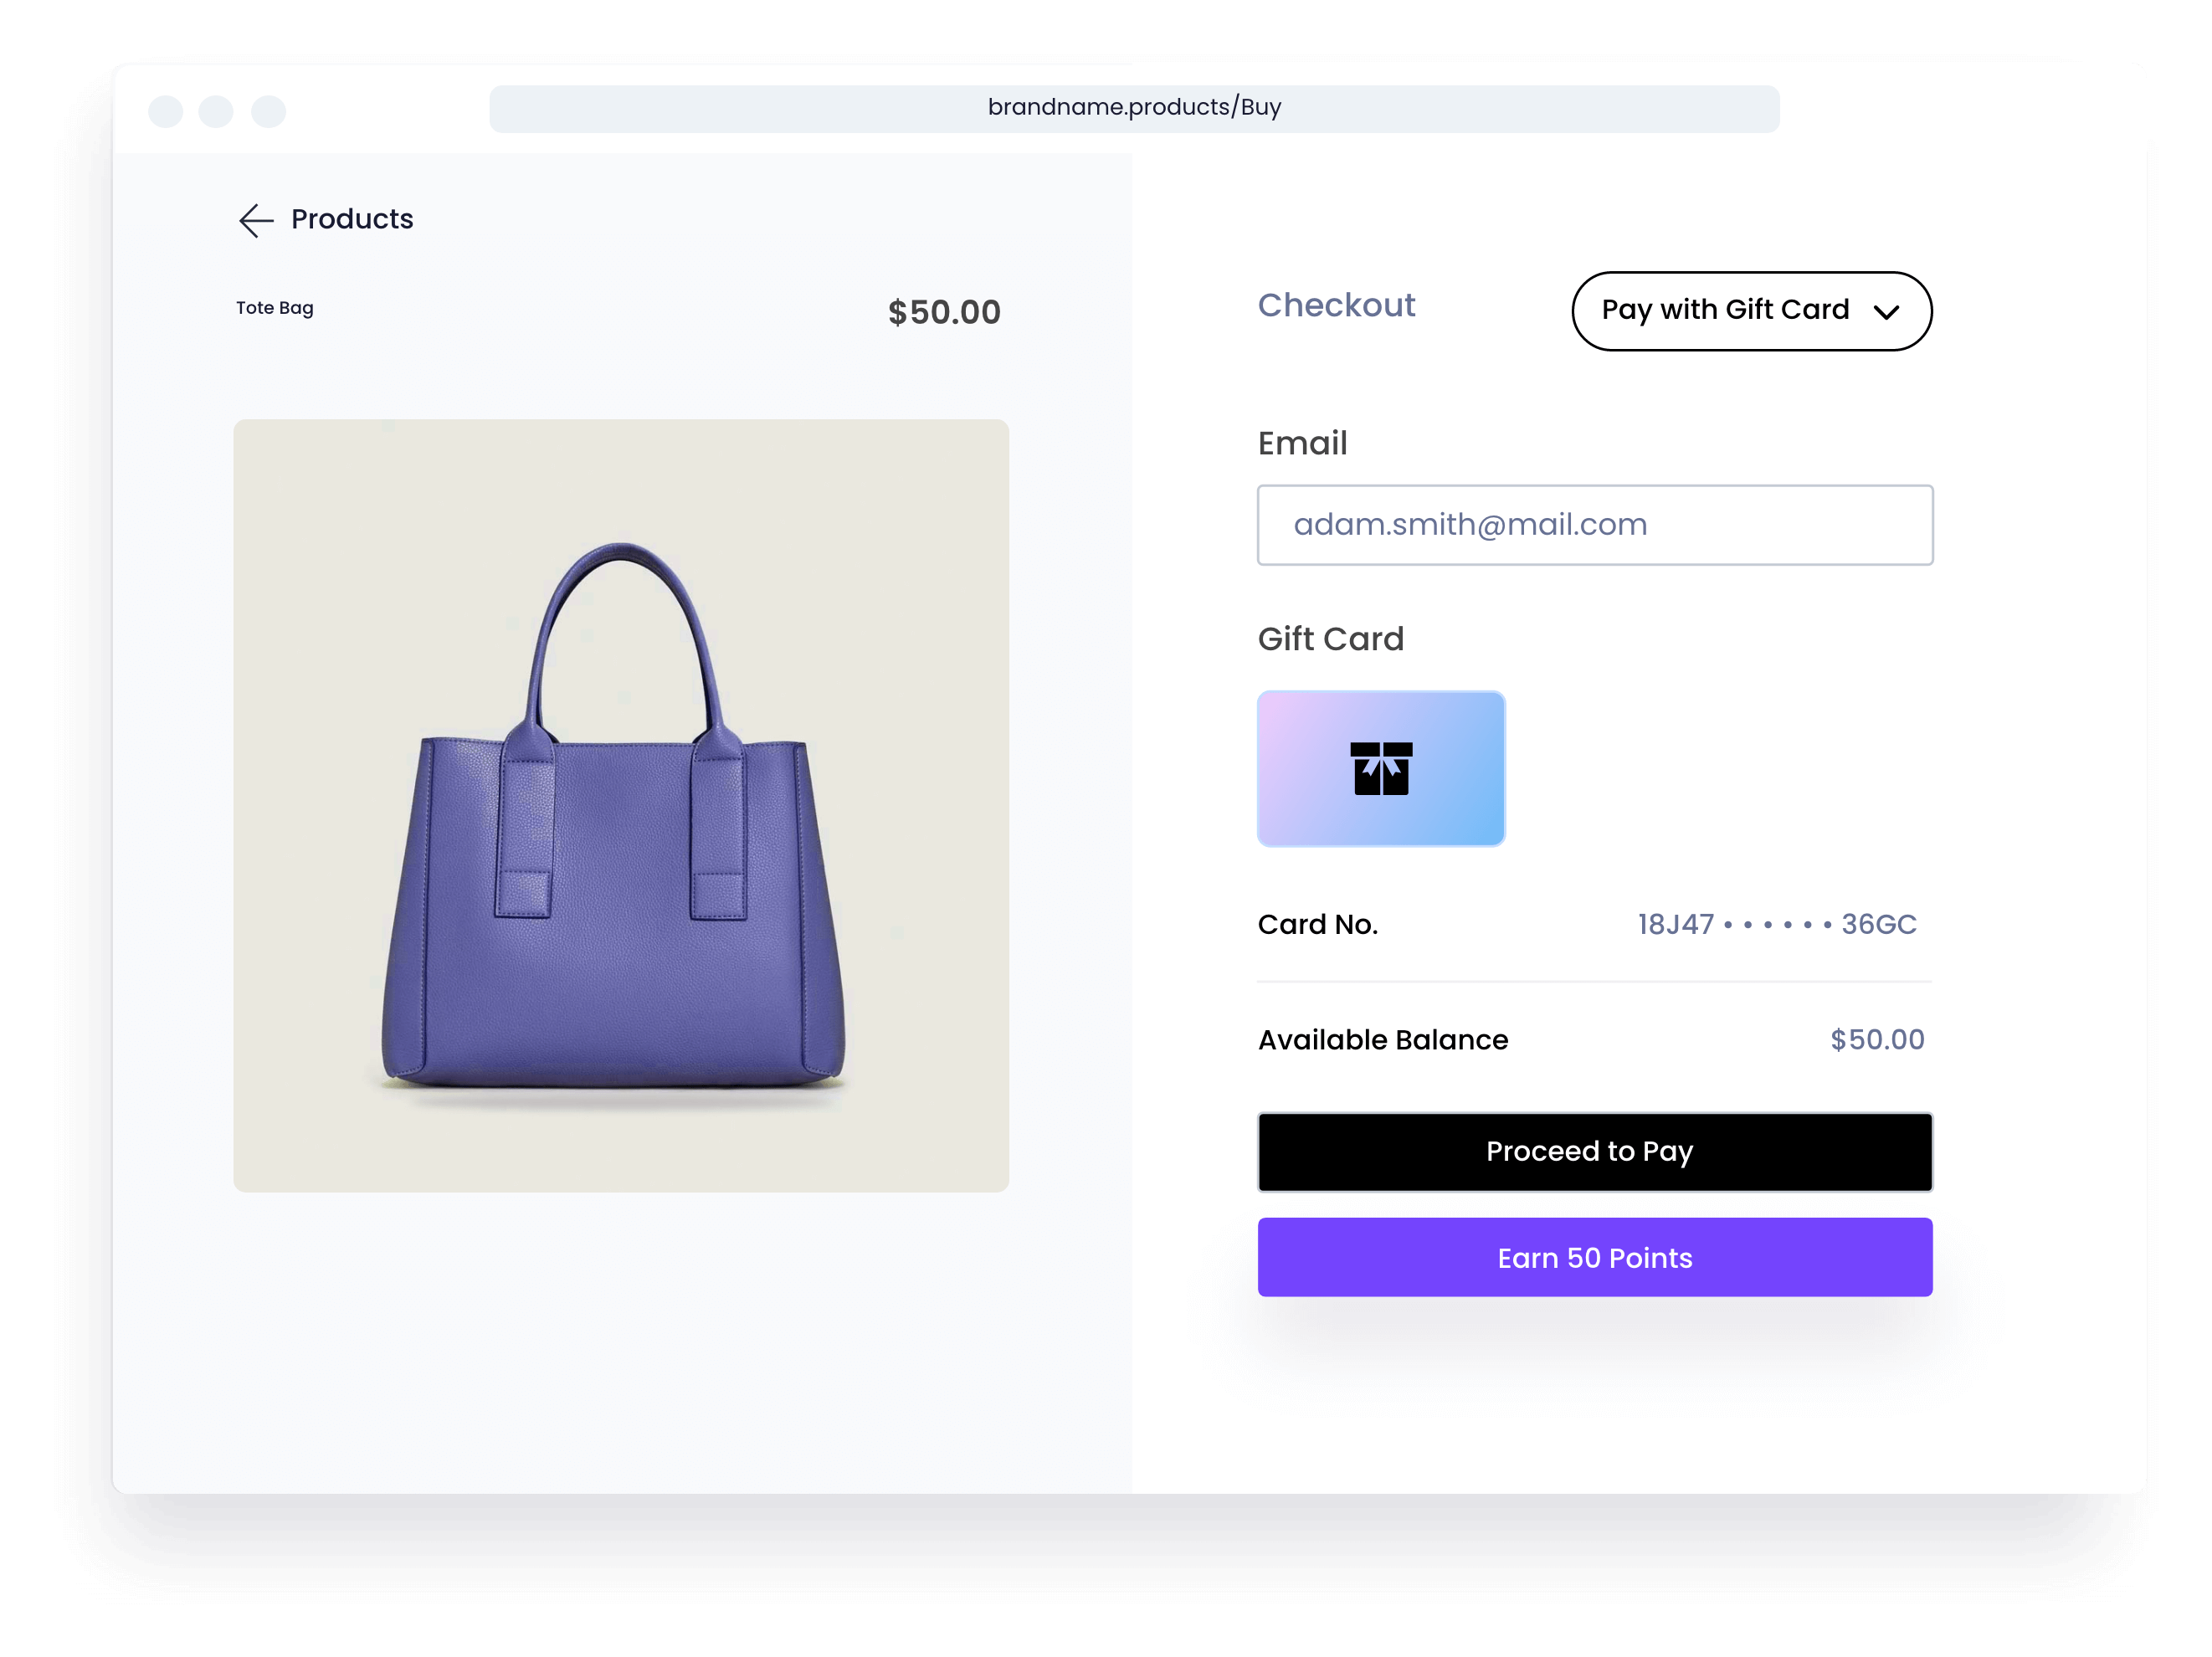 brandname.products/Buy
Products
Tote Bag
$50.00
Checkout
Pay with Gift Card
Email
adam.smith@mail.com
Gift Card
Card No.
18J47 • • • • • • 36GC
Available Balance
$50.00
Proceed to Pay
Earn 50 Points